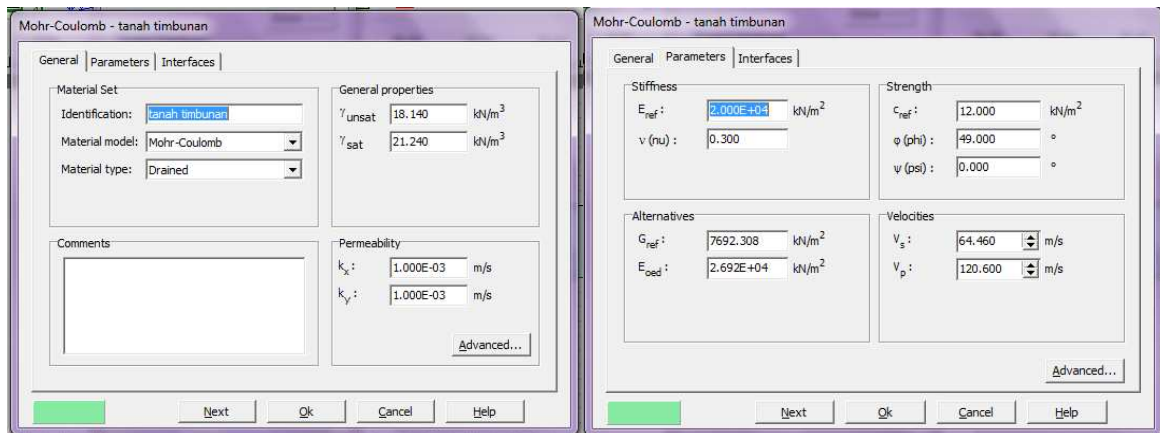 Mohr-Coulomb - tanah timbunan
General Parameters Interfaces
Material Set
Identification: tanah timbunan
Material model: Mohr-Coulomb
Material type: Drained
General properties
γunsat 18.140 kN/m³
γsat 21.240 kN/m³
Comments
Permeability
kx: 1.000E-03 m/s
ky: 1.000E-03 m/s
Advanced...
Next Ok Cancel Help
Mohr-Coulomb - tanah timbunan
General Parameters Interfaces
Stiffness
Eref: 2.000E+04 kN/m²
ν (nu) : 0.300
Strength
cref: 12.000 kN/m²
φ (phi) : 49.000 °
ψ (psi) : 0.000 °
Alternatives
Gref: 7692.308 kN/m²
Eoed: 2.692E+04 kN/m²
Velocities
Vs: 64.460 m/s
Vp: 120.600 m/s
Advanced...
Next Ok Cancel Help